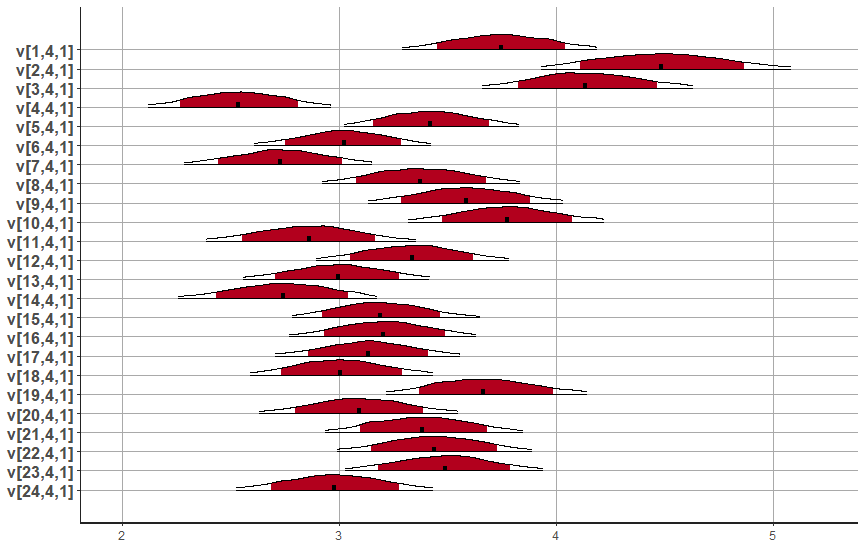 v[1,4,1]
v[2,4,1]
v[3,4,1]
v[4,4,1]
v[5,4,1]
v[6,4,1]
v[7,4,1]
v[8,4,1]
v[9,4,1]
v[10,4,1]
v[11,4,1]
v[12,4,1]
v[13,4,1]
v[14,4,1]
v[15,4,1]
v[16,4,1]
v[17,4,1]
v[18,4,1]
v[19,4,1]
v[20,4,1]
v[21,4,1]
v[22,4,1]
v[23,4,1]
v[24,4,1]
2 3 4 5